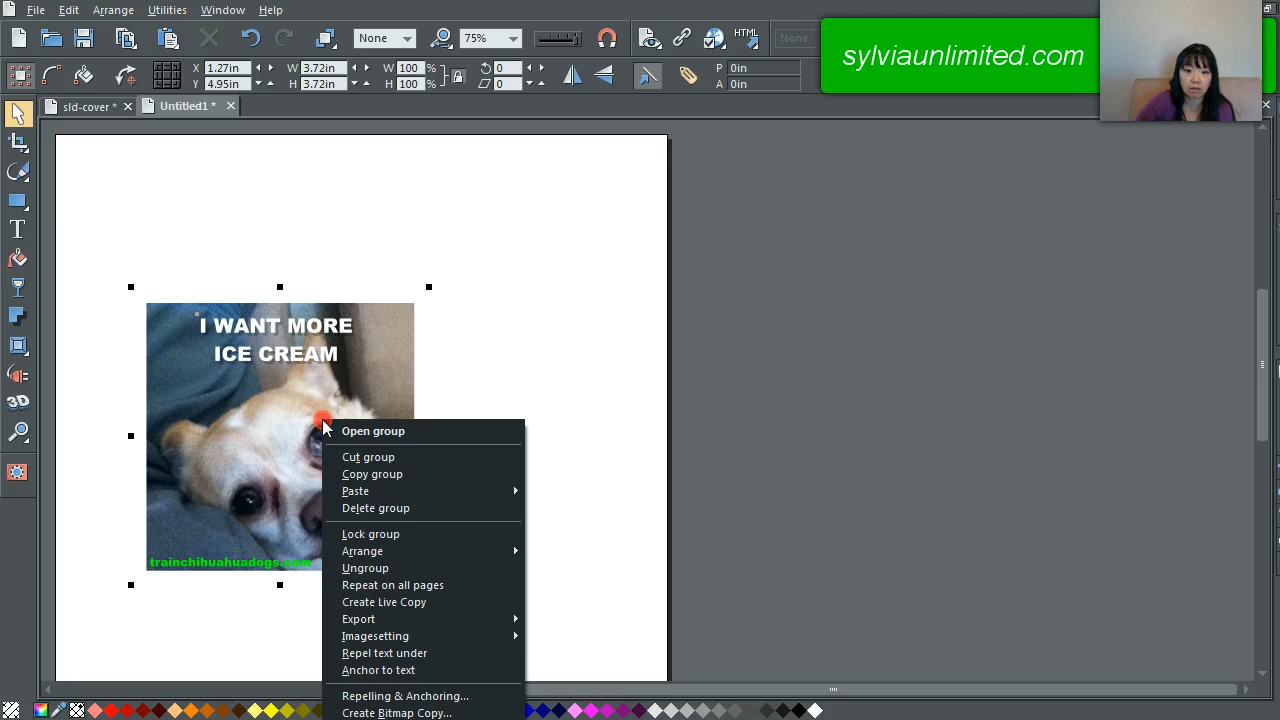 File Edit Arrange Utilities Window Help
None 75% HTML None
X 1.27in W 3.72in W 100 % 0 P 0in
Y 4.95in H 3.72in H 100 % 0 D 0in
sylviaunlimited.com
sld-cover * Untitled1 *
T
3D
I WANT MORE
ICE CREAM
trainchihuahuadogs.com
Open group
Cut group
Copy group
Paste
Delete group
Lock group
Arrange
Ungroup
Repeat on all pages
Create Live Copy
Export
Imagesetting
Repel text under
Anchor to text
Repelling & Anchoring...
Create Bitmap Copy...